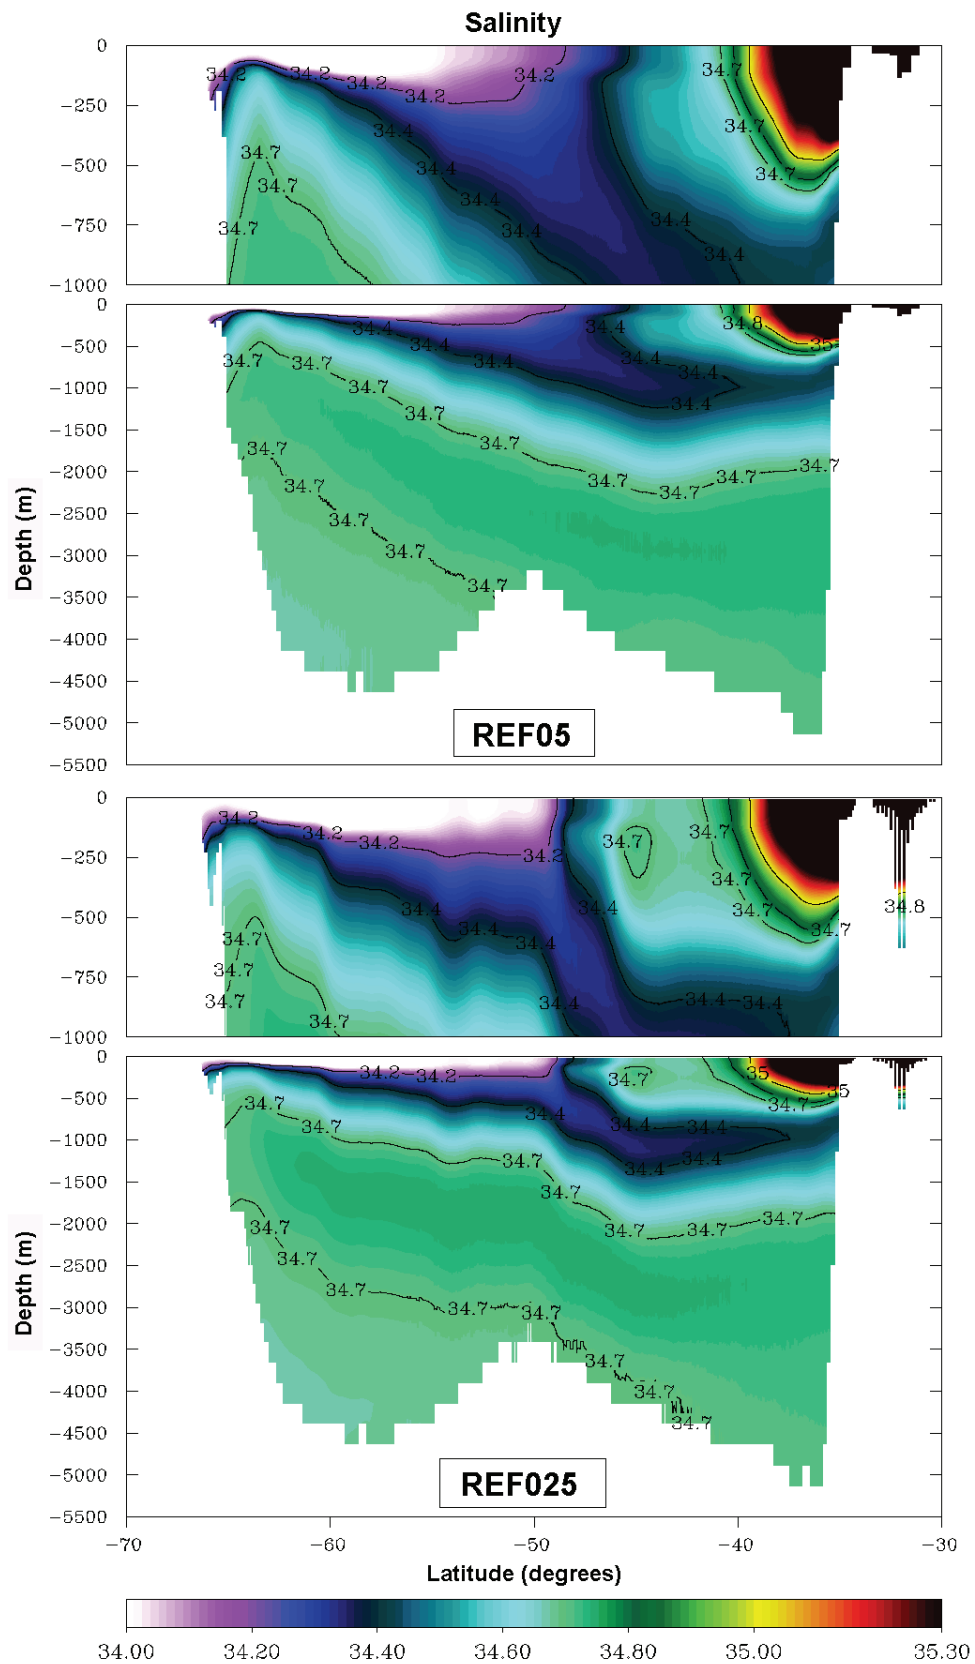 Salinity
0
−250
−500
−750
−1000
34.2 34.2 34.2 34.2 34.7
34.4 34.7
34.7 34.4 34.7
34.7 34.4
34.7 34.4 34.4
34.4
0
−500
−1000
−1500
−2000
−2500
−3000
−3500
−4000
−4500
−5000
−5500
Depth (m)
34.4 34.4 34.8
34.4 35
34.7 34.7 34.4 34.4
34.7 34.4
34.7
34.7 34.7
34.7 34.7 34.7 34.7 34.7
34.7
34.7
34.7
34.7
REF05
0
−250
−500
−750
−1000
34.2 34.2 34.2 34.2 34.7 34.7
34.7
34.4 34.4 34.7 34.8
34.7 34.4 34.4 34.7
34.7
34.7 34.4 34.4 34.4
34.7
0
−500
−1000
−1500
−2000
−2500
−3000
−3500
−4000
−4500
−5000
−5500
Depth (m)
34.2 34.2 34.7 35
35
34.7 34.4 34.7
34.7 34.4
34.7 34.4 34.4
34.7
34.7 34.7 34.7 34.7
34.7
34.7
34.7 34.7
34.7
34.7
34.7
REF025
−70 −60 −50 −40 −30
Latitude (degrees)
34.00 34.20 34.40 34.60 34.80 35.00 35.30